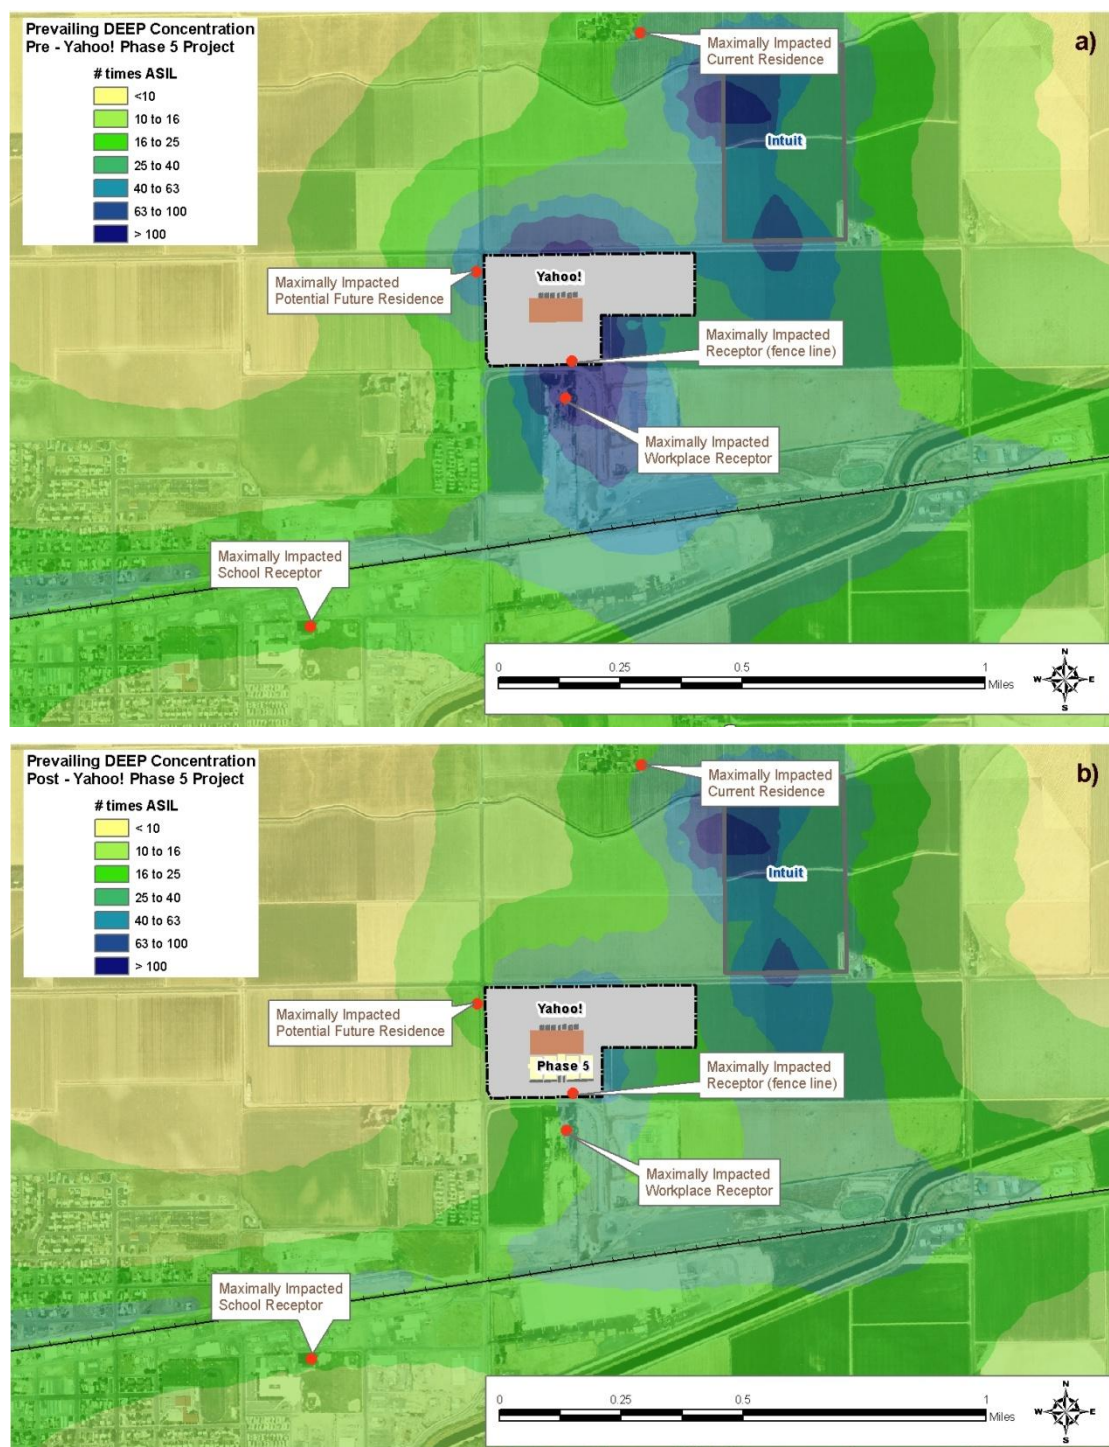 Prevailing DEEP Concentration
Pre - Yahoo! Phase 5 Project
# times ASIL
<10
10 to 16
16 to 25
25 to 40
40 to 63
63 to 100
> 100
a)
Maximally Impacted
Current Residence
Intuit
Yahoo!
Maximally Impacted
Potential Future Residence
Maximally Impacted
Receptor (fence line)
Maximally Impacted
Workplace Receptor
Maximally Impacted
School Receptor
0
0.25
0.5
1
Miles
N
W
E
S
Prevailing DEEP Concentration
Post - Yahoo! Phase 5 Project
# times ASIL
< 10
10 to 16
16 to 25
25 to 40
40 to 63
63 to 100
> 100
b)
Maximally Impacted
Current Residence
Intuit
Yahoo!
Maximally Impacted
Potential Future Residence
Phase 5
Maximally Impacted
Receptor (fence line)
Maximally Impacted
Workplace Receptor
Maximally Impacted
School Receptor
0
0.25
0.5
1
Miles
N
W
E
S